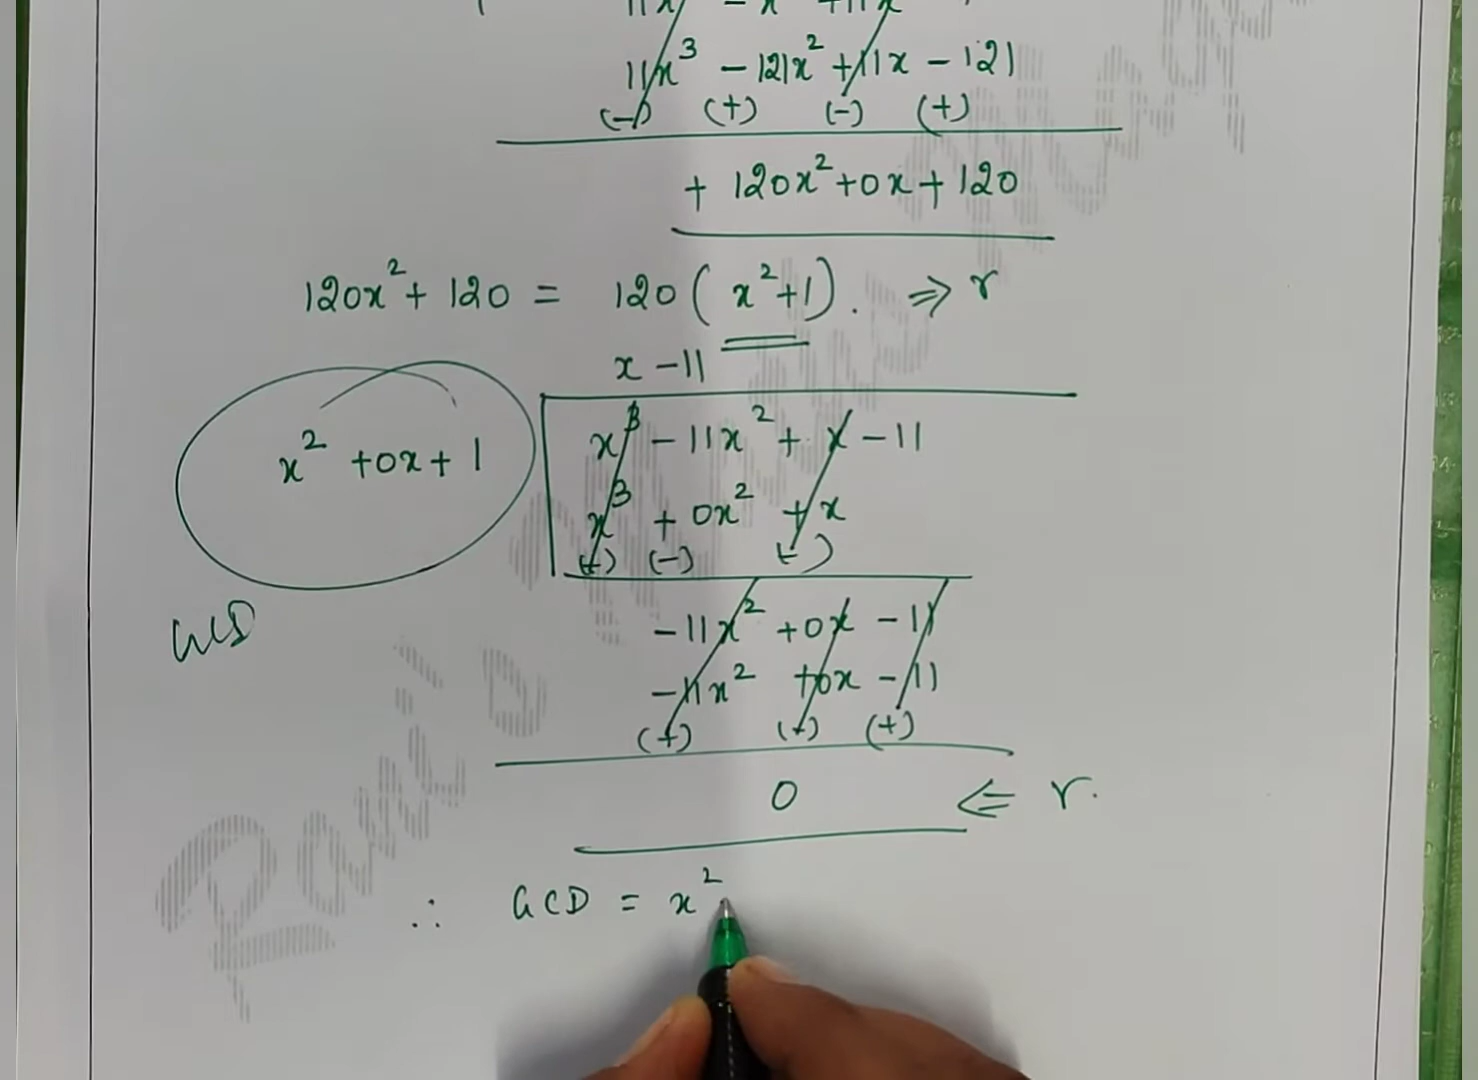 11x³ – 121x² + 11x – 121
(–) (+) (–) (+)
+ 120x² + 0x + 120
120x² + 120 = 120 ( x² + 1 ) . ⇒ r
x – 11
x³ – 11x² + x – 11
x² + 0x + 1
x³ + 0x² + x
(–) (–) (–)
– 11x² + 0x – 11
GCD
– 11x² + 0x – 11
(+) (–) (+)
0 ⇐ r.
∴ GCD = x²